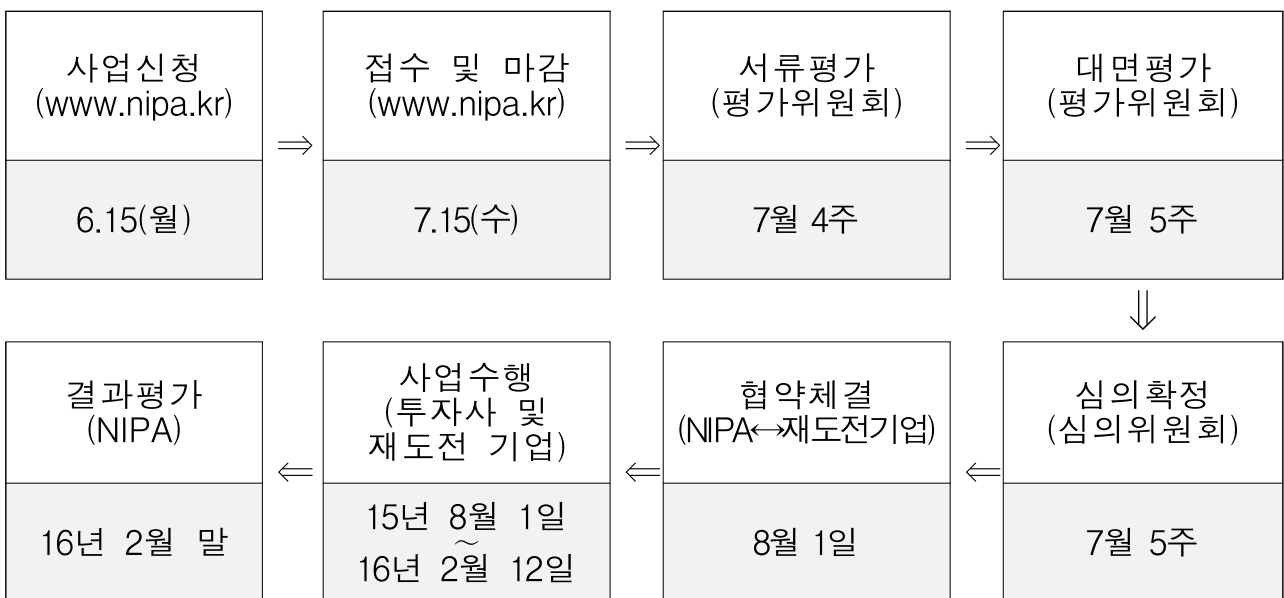 사업신청
(www.nipa.kr)
6.15(월)
⇒
접수 및 마감
(www.nipa.kr)
7.15(수)
⇒
서류평가
(평가위원회)
7월 4주
⇒
대면평가
(평가위원회)
7월 5주
⇓
심의확정
(심의위원회)
7월 5주
⇐
협약체결
(NIPA↔재도전기업)
8월 1일
⇐
사업수행
(투자사 및
재도전 기업)
15년 8월 1일
~
16년 2월 12일
⇐
결과평가
(NIPA)
16년 2월 말